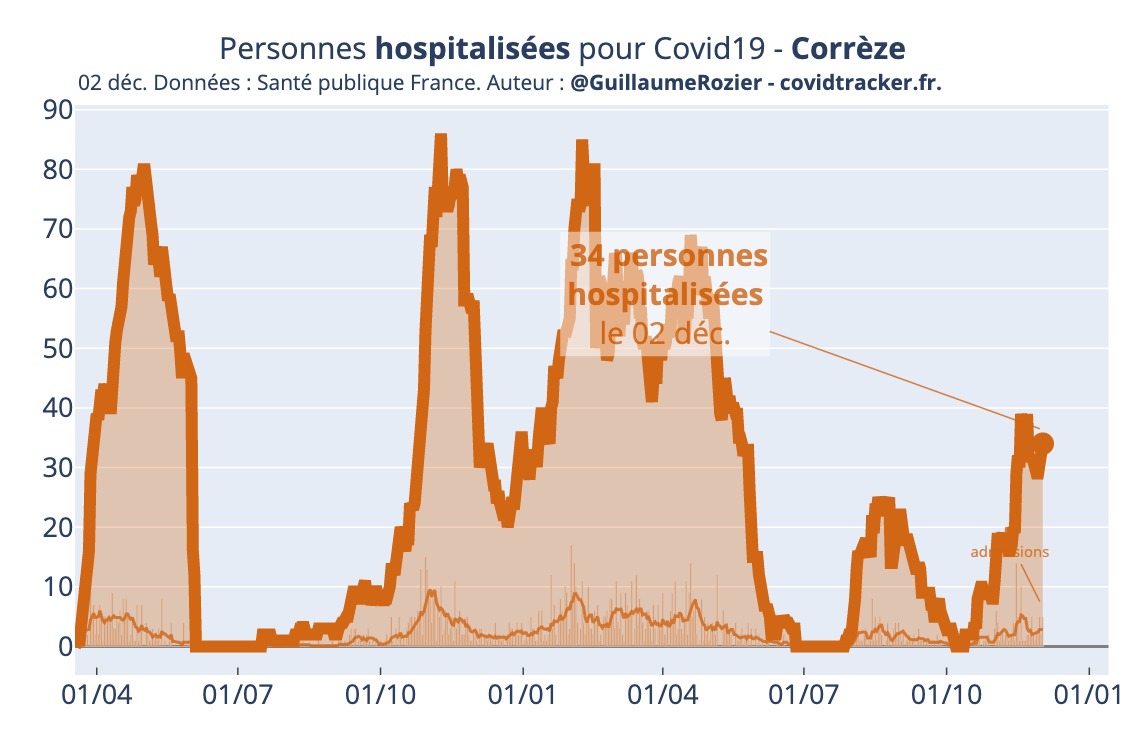 Personnes hospitalisées pour Covid19 - Corrèze
02 déc. Données : Santé publique France. Auteur : @GuillaumeRozier - covidtracker.fr.
90
80
70
60
50
40
30
20
10
0
34 personnes
hospitalisées
le 02 déc.
admissions
01/04 01/07 01/10 01/01 01/04 01/07 01/10 01/01